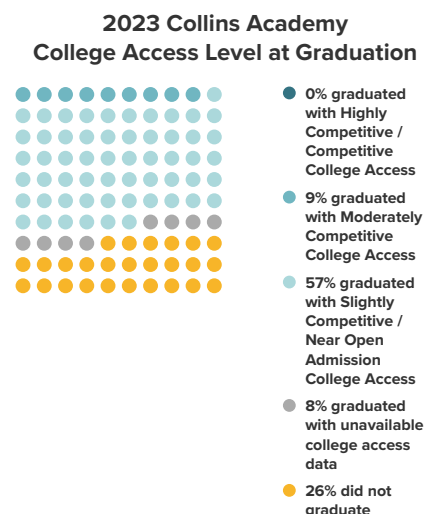 2023 Collins Academy
College Access Level at Graduation
0% graduated
with Highly
Competitive /
Competitive
College Access
9% graduated
with Moderately
Competitive
College Access
57% graduated
with Slightly
Competitive /
Near Open
Admission
College Access
8% graduated
with unavailable
college access
data
26% did not
graduate